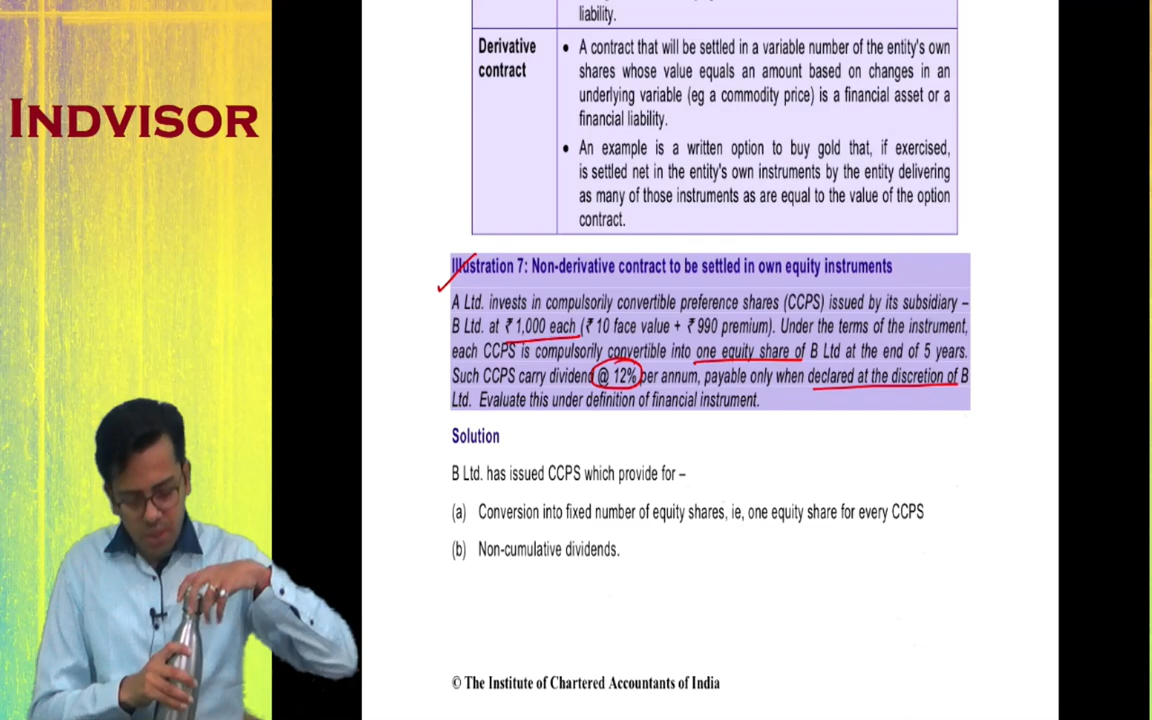 INDVISOR
liability.
Derivative
contract
• A contract that will be settled in a variable number of the entity's own
shares whose value equals an amount based on changes in an
underlying variable (eg a commodity price) is a financial asset or a
financial liability.
• An example is a written option to buy gold that, if exercised,
is settled net in the entity's own instruments by the entity delivering
as many of those instruments as are equal to the value of the option
contract.
Illustration 7: Non-derivative contract to be settled in own equity instruments
A Ltd. invests in compulsorily convertible preference shares (CCPS) issued by its subsidiary –
B Ltd. at ₹ 1,000 each (₹ 10 face value + ₹ 990 premium). Under the terms of the instrument,
each CCPS is compulsorily convertible into one equity share of B Ltd at the end of 5 years.
Such CCPS carry dividend @ 12% per annum, payable only when declared at the discretion of B
Ltd. Evaluate this under definition of financial instrument.
Solution
B Ltd. has issued CCPS which provide for –
(a) Conversion into fixed number of equity shares, ie, one equity share for every CCPS
(b) Non-cumulative dividends.
© The Institute of Chartered Accountants of India